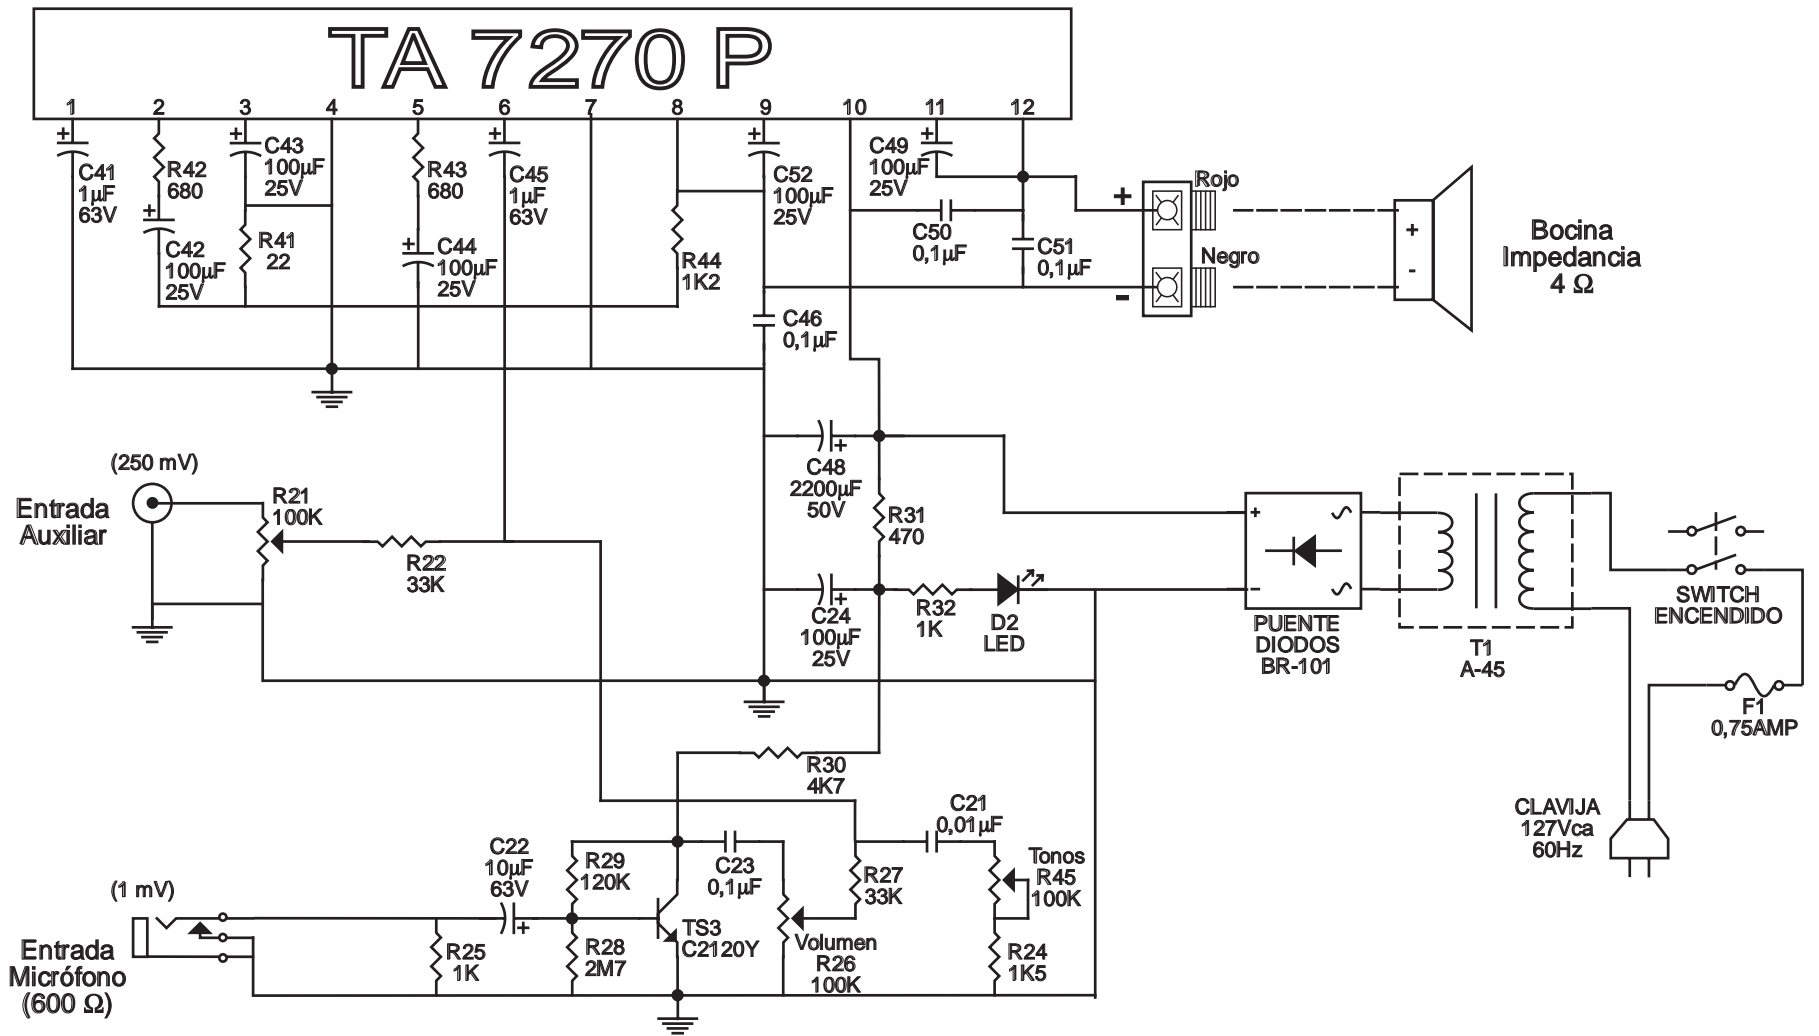 TA 7270 P
1 2 3 4 5 6 7 8 9 10 11 12
+
C41
1µF
63V
R42
680
+
C42
100µF
25V
+
C43
100µF
25V
R41
22
R43
680
+
C44
100µF
25V
+
C45
1µF
63V
R44
1K2
+
C52
100µF
25V
C46
0,1µF
+
C49
100µF
25V
C50
0,1µF
C51
0,1µF
+
Rojo
Negro
-
+
-
Bocina
Impedancia
4 Ω
(250 mV)
Entrada
Auxiliar
R21
100K
R22
33K
+
C48
2200µF
50V
R31
470
+
C24
100µF
25V
R32
1K
D2
LED
+
-
PUENTE
DIODOS
BR-101
T1
A-45
SWITCH
ENCENDIDO
F1
0,75AMP
CLAVIJA
127Vca
60Hz
R30
4K7
C21
0,01µF
Tonos
R45
100K
R24
1K5
R27
33K
C23
0,1µF
Volumen
R26
100K
TS3
C2120Y
R29
120K
R28
2M7
C22
10µF
63V
+
R25
1K
(1 mV)
Entrada
Micrófono
(600 Ω)